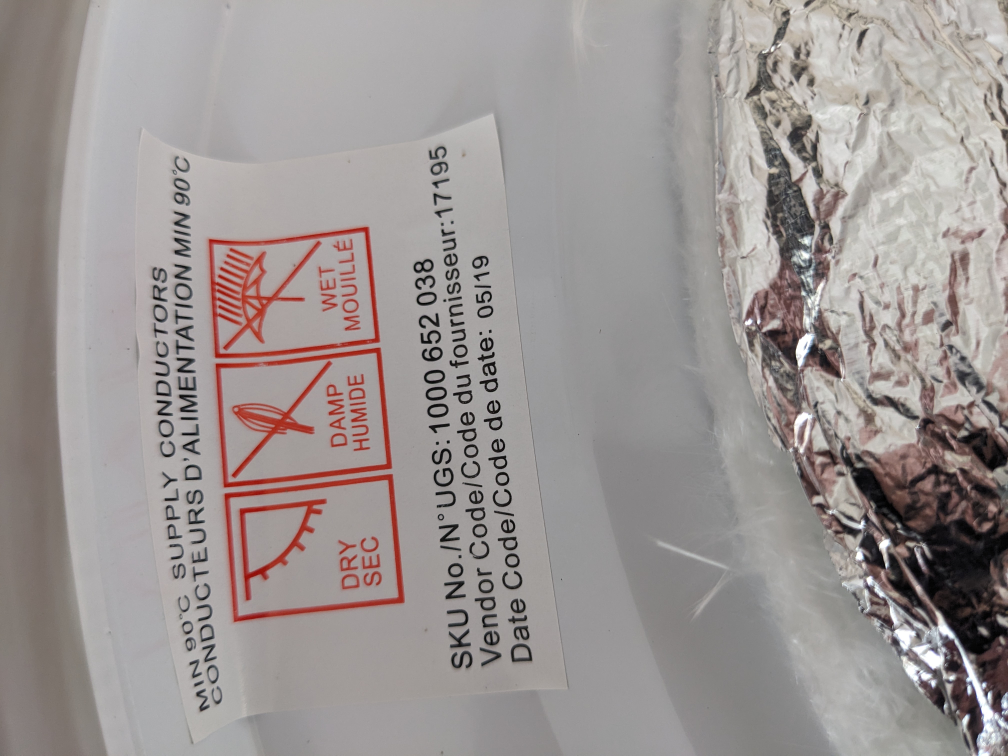 MIN 90°C SUPPLY CONDUCTORS
CONDUCTEURS D'ALIMENTATION MIN 90°C
DRY
SEC
DAMP
HUMIDE
WET
MOUILLÉ
SKU No./N°UGS: 1000 652 038
Vendor Code/Code du fournisseur:17195
Date Code/Code de date: 05/19